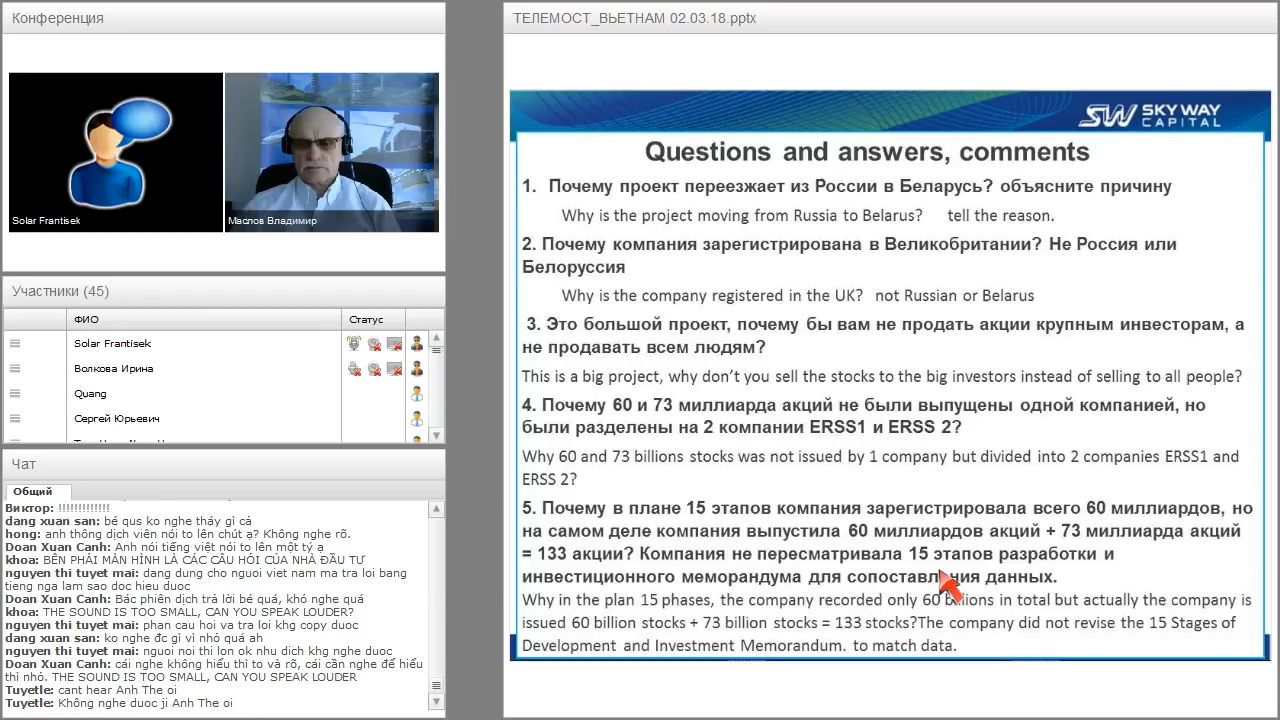 Конференция
Solar Frantisek
Маслов Владимир
Участники (45)
ФИО
Статус
Solar Frantisek
Волкова Ирина
Quang
Сергей Юрьевич
Чат
Общий
Виктор: !!!!!!!!!!!!!
dang xuan san: bé qus ko nghe tháy gì cả
hong: anh thông dịch viên nói to lên chút ạ? Không nghe rõ.
Doan Xuan Canh: Anh nói tiếng việt nói to lên một tý ạ
khoa: BÊN PHẢI MÀN HÌNH LÀ CÁC CÂU HỎI CỦA NHÀ ĐẦU TƯ
nguyen thi tuyet mai: dang dung cho nguoi viet nam ma tra loi bang
tieng nga lam sao doc hieu duoc
Doan Xuan Canh: Bác phiên dịch trả lời bé quá, khó nghe quá
khoa: THE SOUND IS TOO SMALL, CAN YOU SPEAK LOUDER?
nguyen thi tuyet mai: phan cau hoi va tra loi khg copy duoc
dang xuan san: ko nghe đc gì vì nhỏ quá ah
nguyen thi tuyet mai: nguoi noi thi lon ok nhu dich khg nghe duoc
Doan Xuan Canh: cái nghe không hiểu thì to và rõ, cái cần nghe để hiểu
thì nhỏ. THE SOUND IS TOO SMALL, CAN YOU SPEAK LOUDER
Tuyetle: cant hear Anh The ạ
Tuyetle: Không nghe duoc ji Anh The oi
ТЕЛЕМОСТ_ВЬЕТНАМ 02.03.18.pptx
SW SKY WAY
CAPITAL
Questions and answers, comments
1. Почему проект переезжает из России в Беларусь? объясните причину
Why is the project moving from Russia to Belarus? tell the reason.
2. Почему компания зарегистрирована в Великобритании? Не Россия или
Белоруссия
Why is the company registered in the UK? not Russian or Belarus
3. Это большой проект, почему бы вам не продать акции крупным инвесторам, а
не продавать всем людям?
This is a big project, why don't you sell the stocks to the big investors instead of selling to all people?
4. Почему 60 и 73 миллиарда акций не были выпущены одной компанией, но
были разделены на 2 компании ERSS1 и ERSS 2?
Why 60 and 73 billions stocks was not issued by 1 company but divided into 2 companies ERSS1 and
ERSS 2?
5. Почему в плане 15 этапов компания зарегистрировала всего 60 миллиардов, но
на самом деле компания выпустила 60 миллиардов акций + 73 миллиарда акций
= 133 акции? Компания не пересматривала 15 этапов разработки и
инвестиционного меморандума для сопоставления данных.
Why in the plan 15 phases, the company recorded only 60 billions in total but actually the company is
issued 60 billion stocks + 73 billion stocks = 133 stocks?The company did not revise the 15 Stages of
Development and Investment Memorandum. to match data.